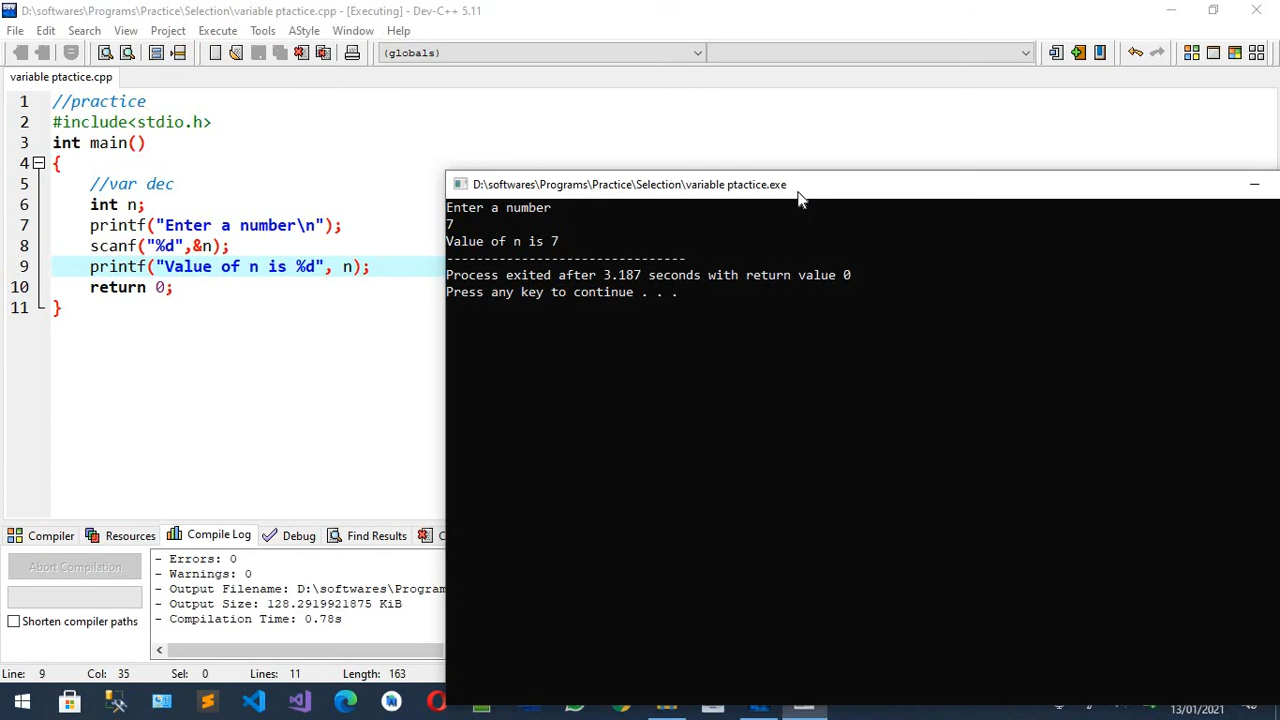 D:\softwares\Programs\Practice\Selection\variable ptactice.cpp - [Executing] - Dev-C++ 5.11
File Edit Search View Project Execute Tools AStyle Window Help
(globals)
variable ptactice.cpp
1 //practice
2 #include<stdio.h>
3 int main()
4 {
5 //var dec
6 int n;
7 printf("Enter a number\n");
8 scanf("%d",&n);
9 printf("Value of n is %d", n);
10 return 0;
11 }
D:\softwares\Programs\Practice\Selection\variable ptactice.exe
Enter a number
7
Value of n is 7
--------------------------------
Process exited after 3.187 seconds with return value 0
Press any key to continue . . .
Compiler Resources Compile Log Debug Find Results
Abort Compilation
Shorten compiler paths
- Errors: 0
- Warnings: 0
- Output Filename: D:\softwares\Program
- Output Size: 128.2919921875 KiB
- Compilation Time: 0.78s
Line: 9 Col: 35 Sel: 0 Lines: 11 Length: 163
13/01/2021